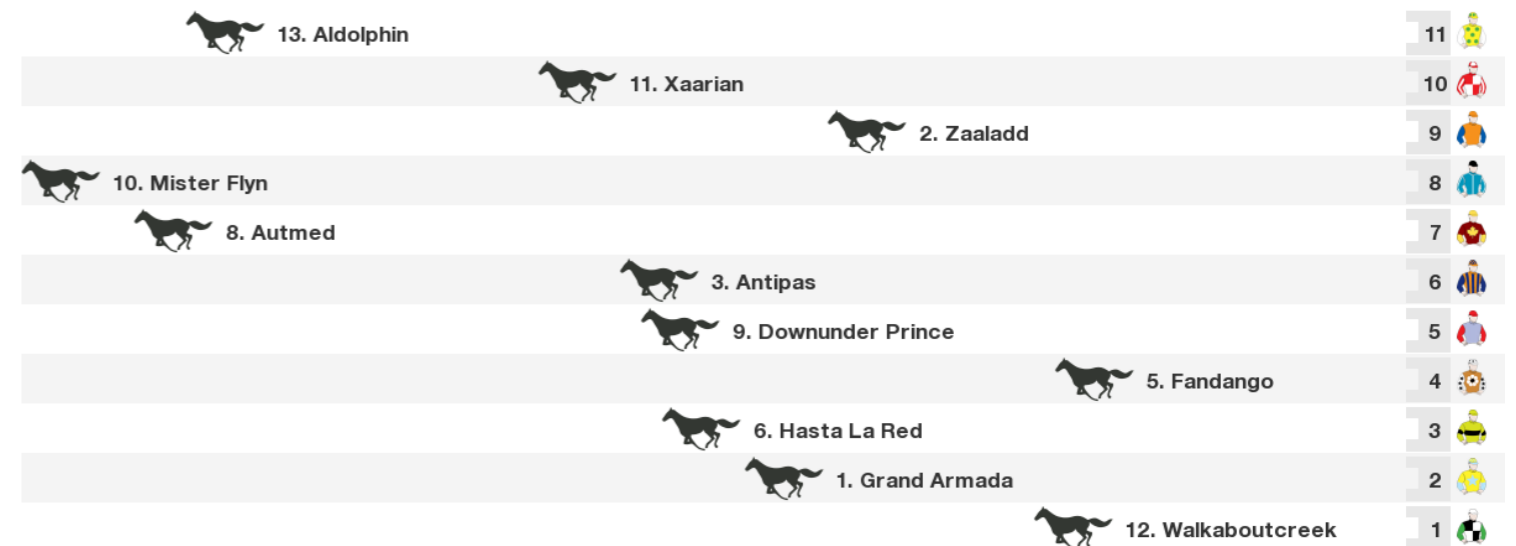 13. Aldolphin 11
11. Xaarian 10
2. Zaaladd 9
10. Mister Flyn 8
8. Autmed 7
3. Antipas 6
9. Downunder Prince 5
5. Fandango 4
6. Hasta La Red 3
1. Grand Armada 2
12. Walkaboutcreek 1